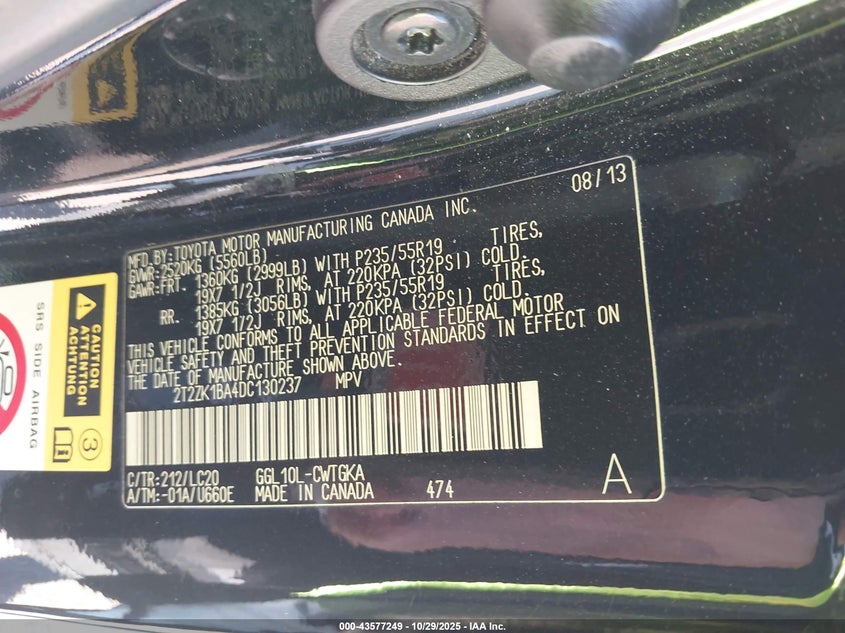 08/13
MFD.BY:TOYOTA MOTOR MANUFACTURING CANADA INC.
GVWR:2520KG (5560LB)
GAWR:FRT. 1360KG (2999LB) WITH P235/55R19 TIRES,
19X7 1/2J RIMS, AT 220KPA (32PSI) COLD.
RR. 1385KG (3056LB) WITH P235/55R19 TIRES,
19X7 1/2J RIMS, AT 220KPA (32PSI) COLD.
THIS VEHICLE CONFORMS TO ALL APPLICABLE FEDERAL MOTOR
VEHICLE SAFETY AND THEFT PREVENTION STANDARDS IN EFFECT ON
THE DATE OF MANUFACTURE SHOWN ABOVE.
2T2ZK1BA4DC130237 MPV
C/TR:212/LC20 GGL10L-CWTGKA
A/TM:-01A/U660E MADE IN CANADA 474 A
SRS SIDE AIRBAG
CAUTION
ATTENTION
ACHTUNG
3
000-43577249 | 10/29/2025 - IAA Inc.